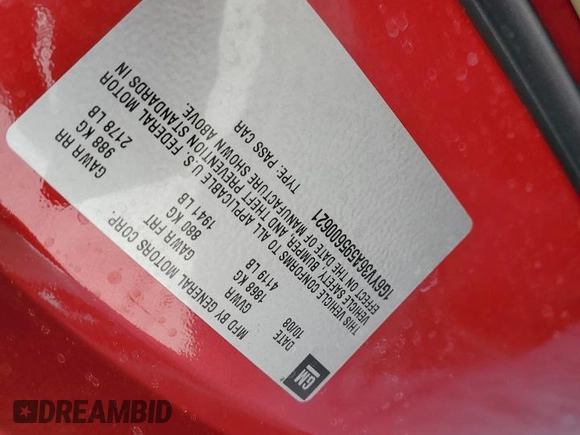 GM
MFD BY GENERAL MOTORS CORP.
DATE GVWR GAWR FRT GAWR RR
10/08 1868 KG 880 KG 988 KG
4119 LB 1941 LB 2178 LB
THIS VEHICLE CONFORMS TO ALL APPLICABLE U.S. FEDERAL MOTOR
VEHICLE SAFETY BUMPER, AND THEFT PREVENTION STANDARDS IN
EFFECT ON THE DATE OF MANUFACTURE SHOWN ABOVE.
1G6YV36A595600621 TYPE: PASS CAR
DREAMBID